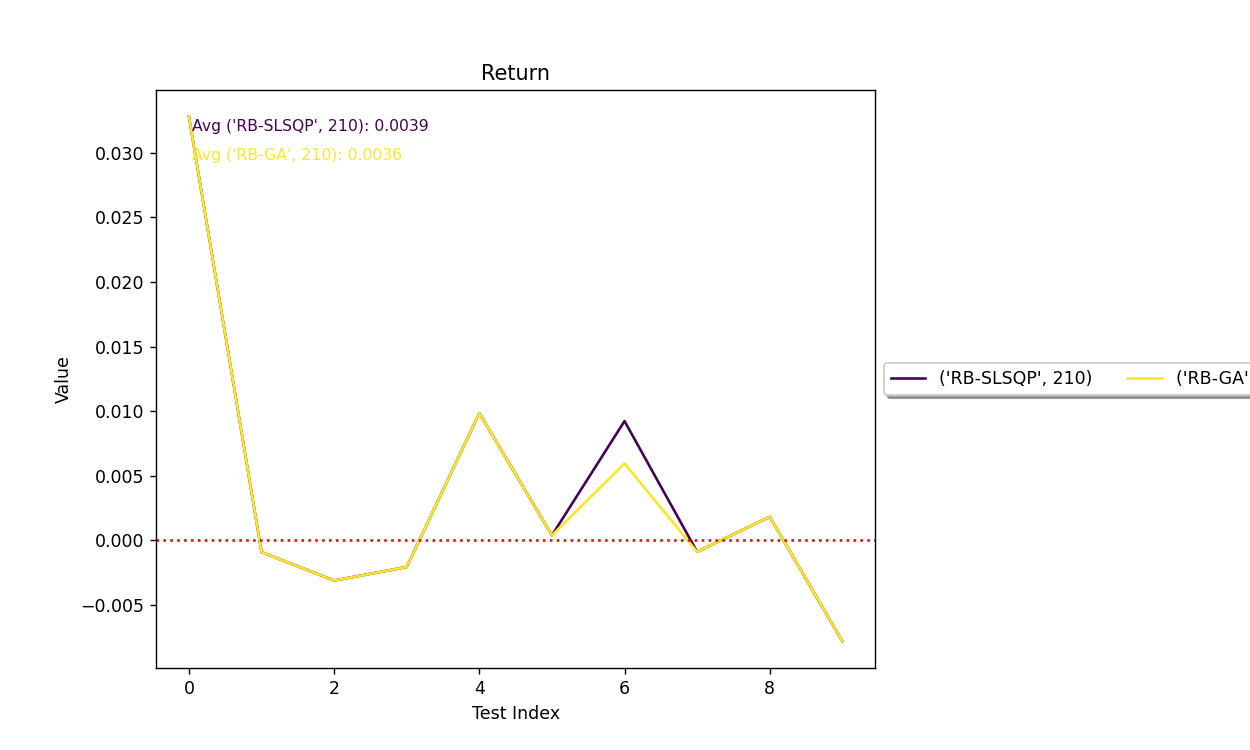 Return
Avg ('RB-SLSQP', 210): 0.0039
Avg ('RB-GA', 210): 0.0036
0.030
0.025
0.020
0.015
0.010
0.005
0.000
−0.005
Value
0 2 4 6 8
Test Index
('RB-SLSQP', 210) ('RB-GA'